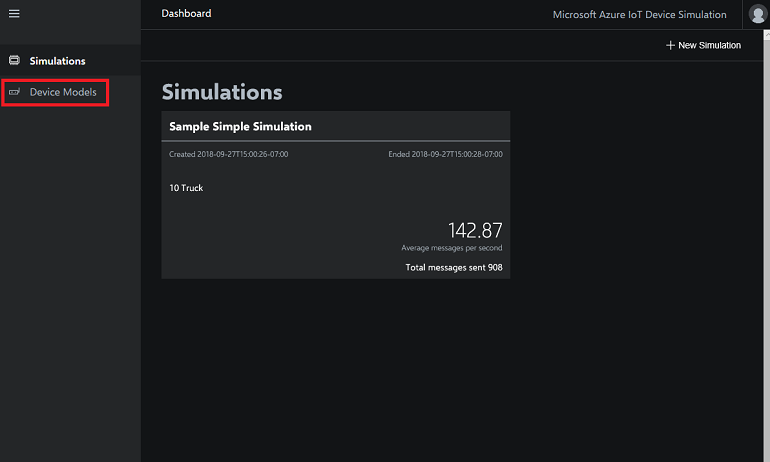 Dashboard
Microsoft Azure IoT Device Simulation
+ New Simulation
Simulations
Device Models
Simulations
Sample Simple Simulation
Created 2018-09-27T15:00:26-07:00
Ended 2018-09-27T15:00:28-07:00
10 Truck
142.87
Average messages per second
Total messages sent 908